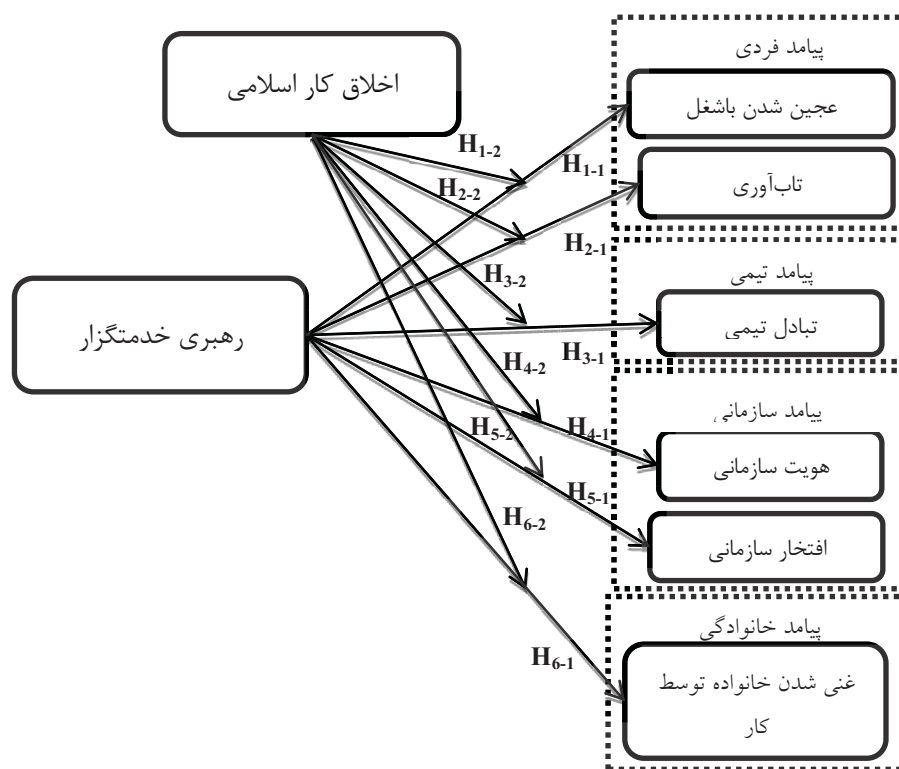 پیامد فردی
اخلاق کار اسلامی
عجین شدن باشغل
H1-2
H1-1
H2-2
تاب‌آوری
H2-1
H3-2
پیامد تیمی
رهبری خدمتگزار
تبادل تیمی
H3-1
H4-2
پیامد سازمانی
H5-2
H4-1
هویت سازمانی
H5-1
H6-2
افتخار سازمانی
پیامد خانوادگی
H6-1
غنی شدن خانواده توسط
کار